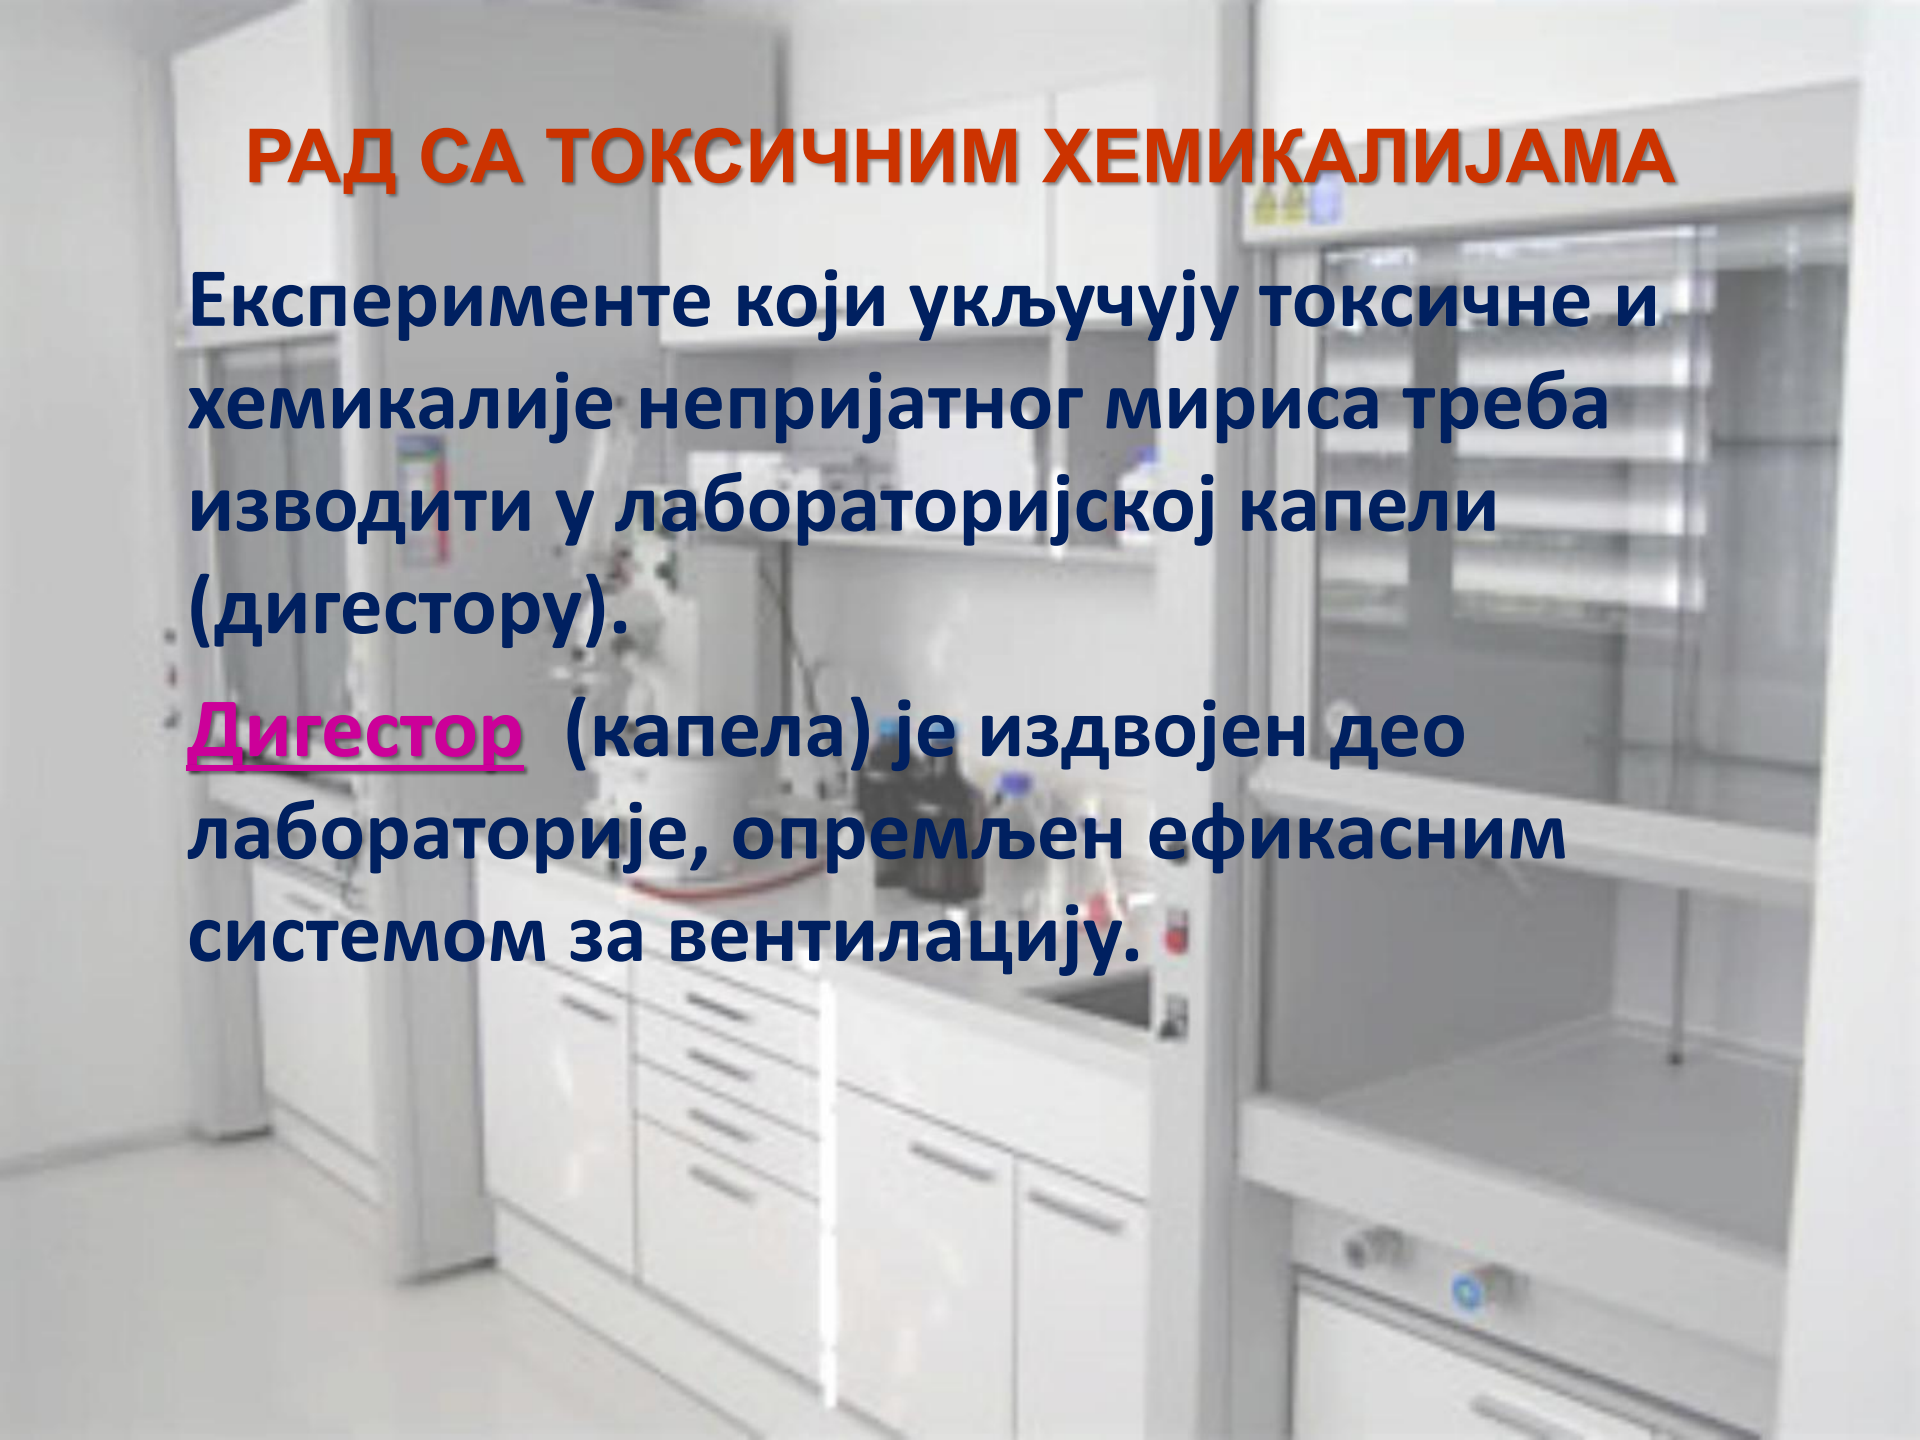 РАД СА ТОКСИЧНИМ ХЕМИКАЛИЈАМА
Експерименте који укључују токсичне и
хемикалије непријатног мириса треба
изводити у лабораторијској капели
(дигестору).
Дигестор (капела) је издвојен део
лабораторије, опремљен ефикасним
системом за вентилацију.